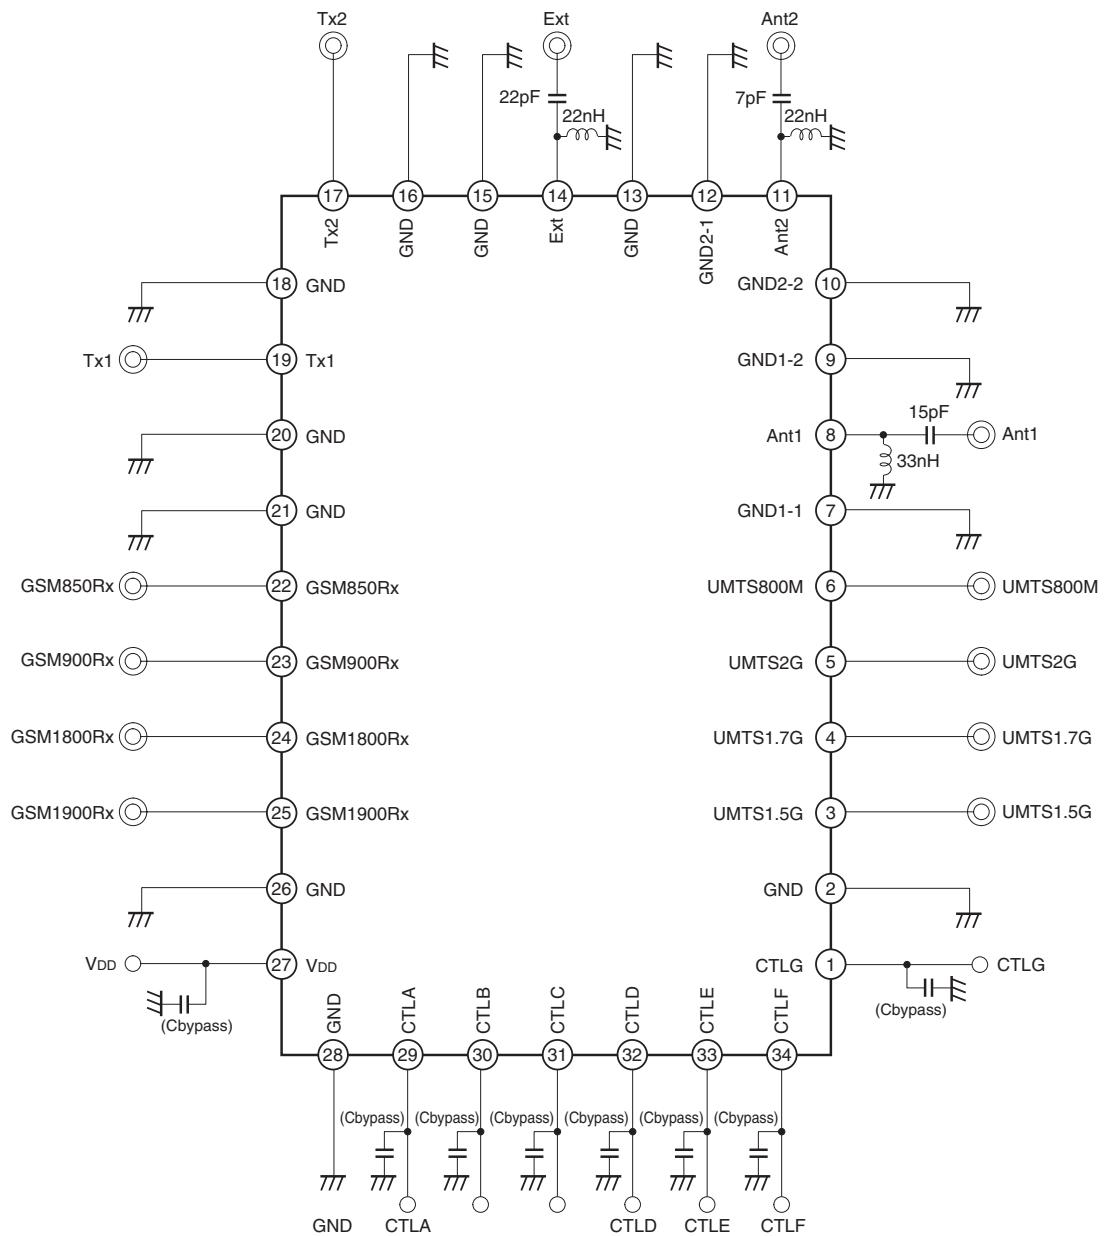 Tx2 Ext Ant2
22pF 7pF
22nH 22nH
17 16 15 14 13 12 11
Tx2 GND GND Ext GND GND2-1 Ant2
18 GND GND2-2 10
Tx1 19 Tx1 GND1-2 9
15pF
20 GND Ant1 8 Ant1
33nH
21 GND GND1-1 7
GSM850Rx 22 GSM850Rx UMTS800M 6 UMTS800M
GSM900Rx 23 GSM900Rx UMTS2G 5 UMTS2G
GSM1800Rx 24 GSM1800Rx UMTS1.7G 4 UMTS1.7G
GSM1900Rx 25 GSM1900Rx UMTS1.5G 3 UMTS1.5G
26 GND GND 2
VDD 27 VDD CTLG 1 CTLG
(Cbypass) (Cbypass)
GND CTLA CTLB CTLC CTLD CTLE CTLF
28 29 30 31 32 33 34
(Cbypass) (Cbypass) (Cbypass) (Cbypass) (Cbypass) (Cbypass)
GND CTLA CTLD CTLE CTLF